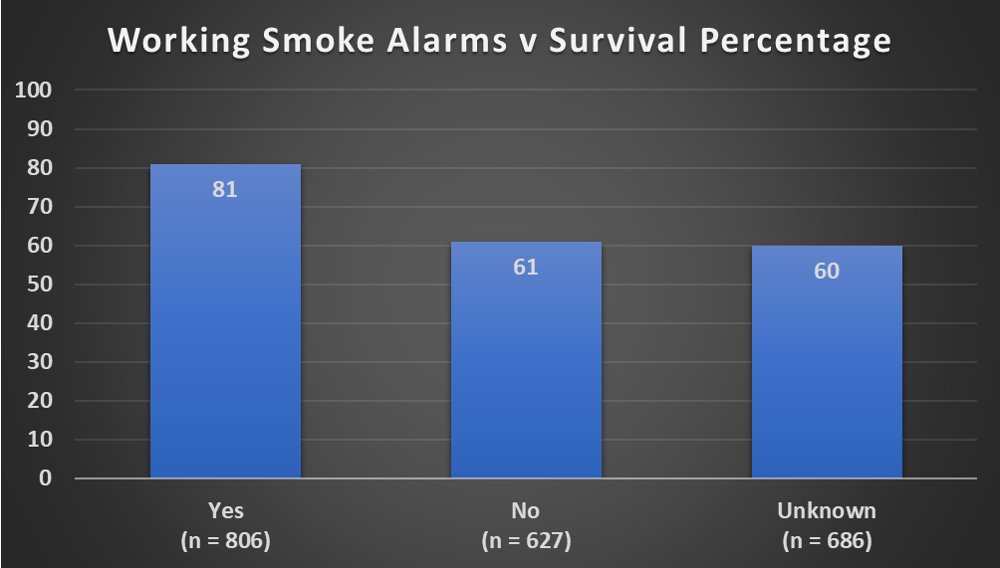 Working Smoke Alarms v Survival Percentage
100
90
80
70
60
50
40
30
20
10
0
81
61
60
Yes
(n = 806)
No
(n = 627)
Unknown
(n = 686)